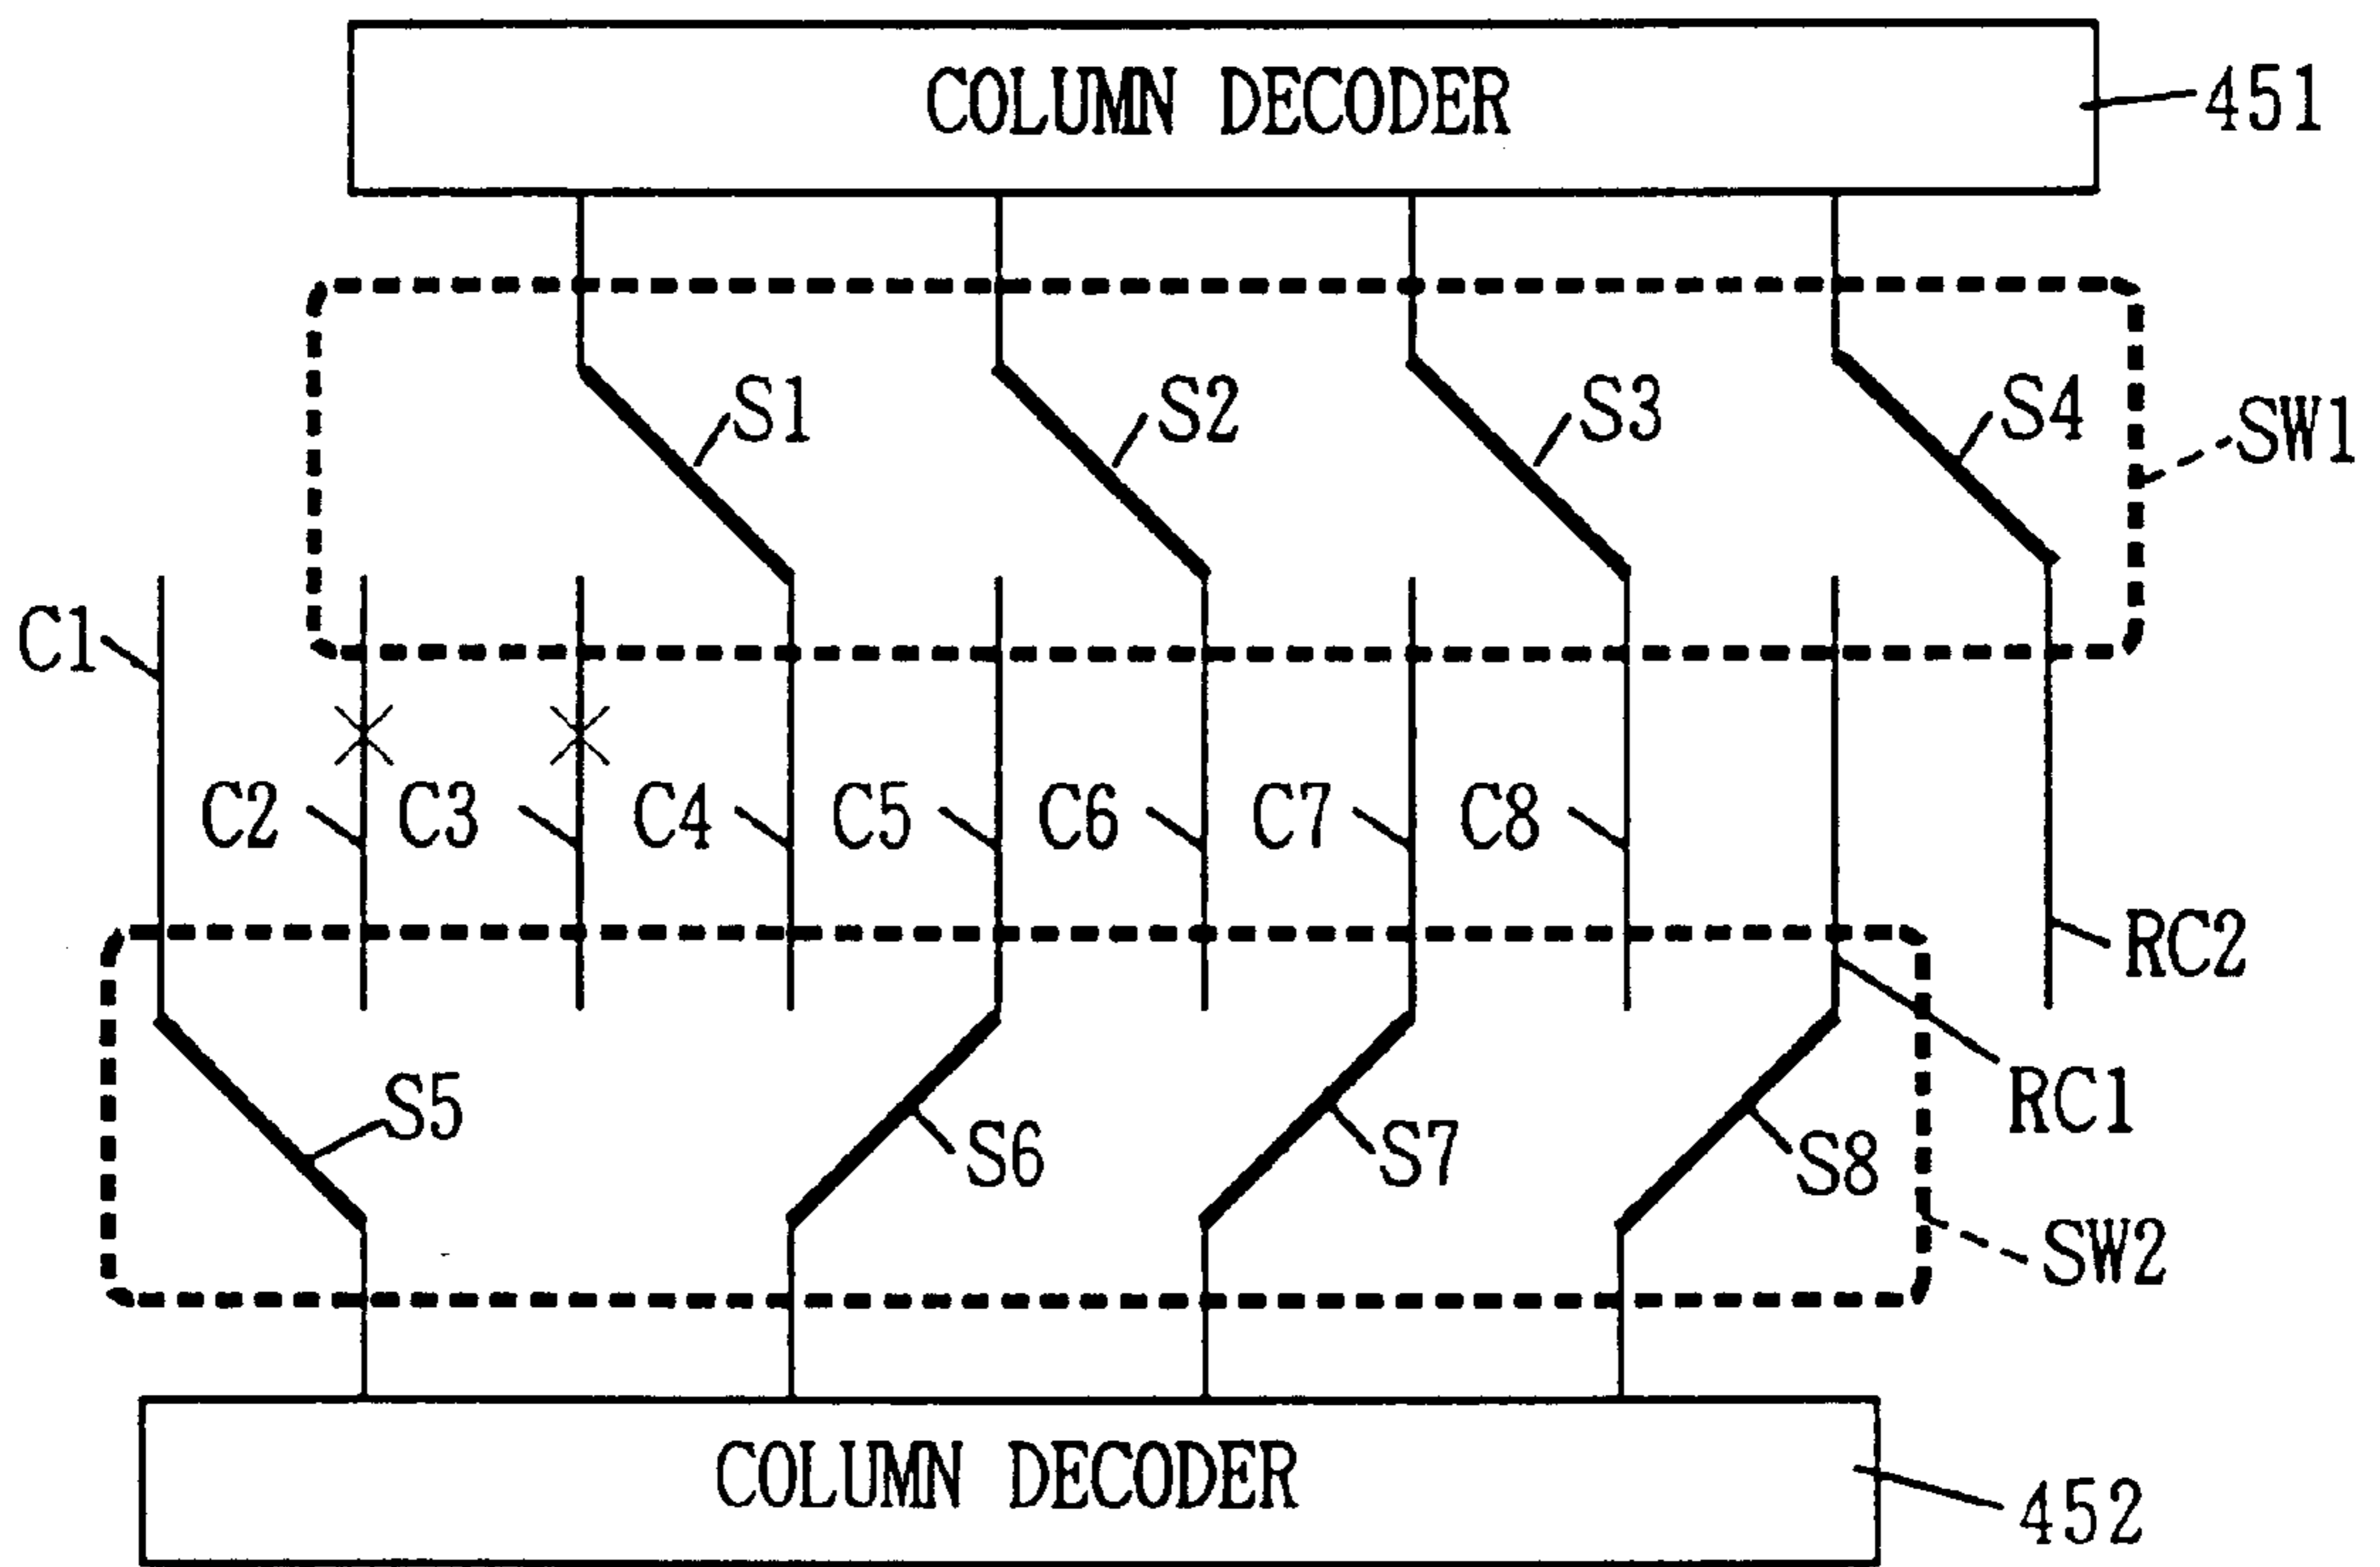 COLUMN DECODER
451
S1
S2
S3
S4
SW1
C1
C2
C3
C4
C5
C6
C7
C8
RC2
S5
S6
S7
S8
RC1
SW2
COLUMN DECODER
452